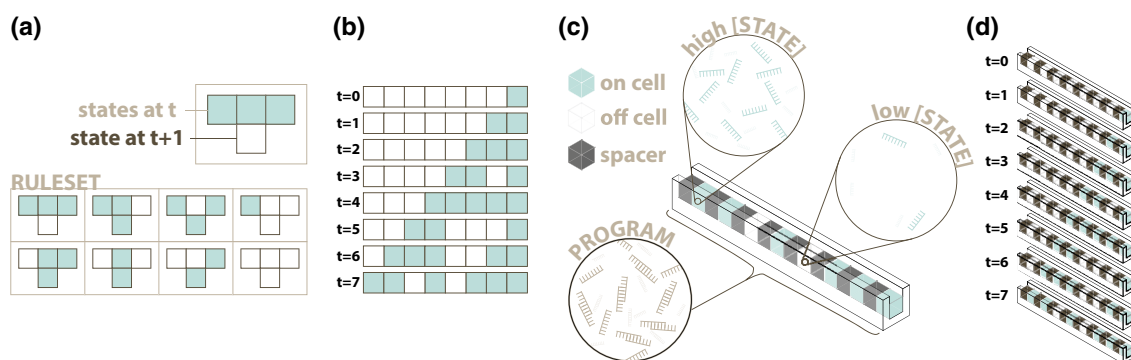 (a)
states at t
state at t+1
RULESET
(b)
t=0
t=1
t=2
t=3
t=4
t=5
t=6
t=7
(c)
high [STATE]
on cell
off cell
spacer
low [STATE]
PROGRAM
(d)
t=0
t=1
t=2
t=3
t=4
t=5
t=6
t=7